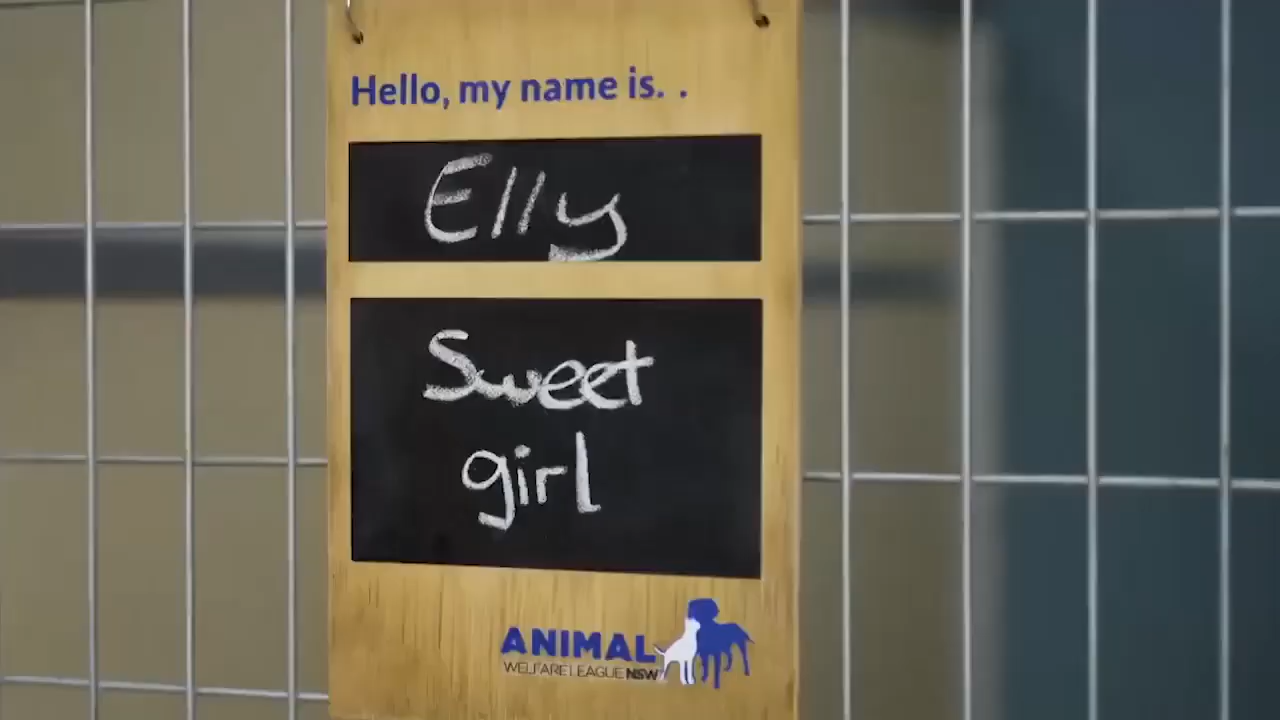 Hello, my name is. .
Elly
Sweet
girl
ANIMAL
WELFARE LEAGUE NSW